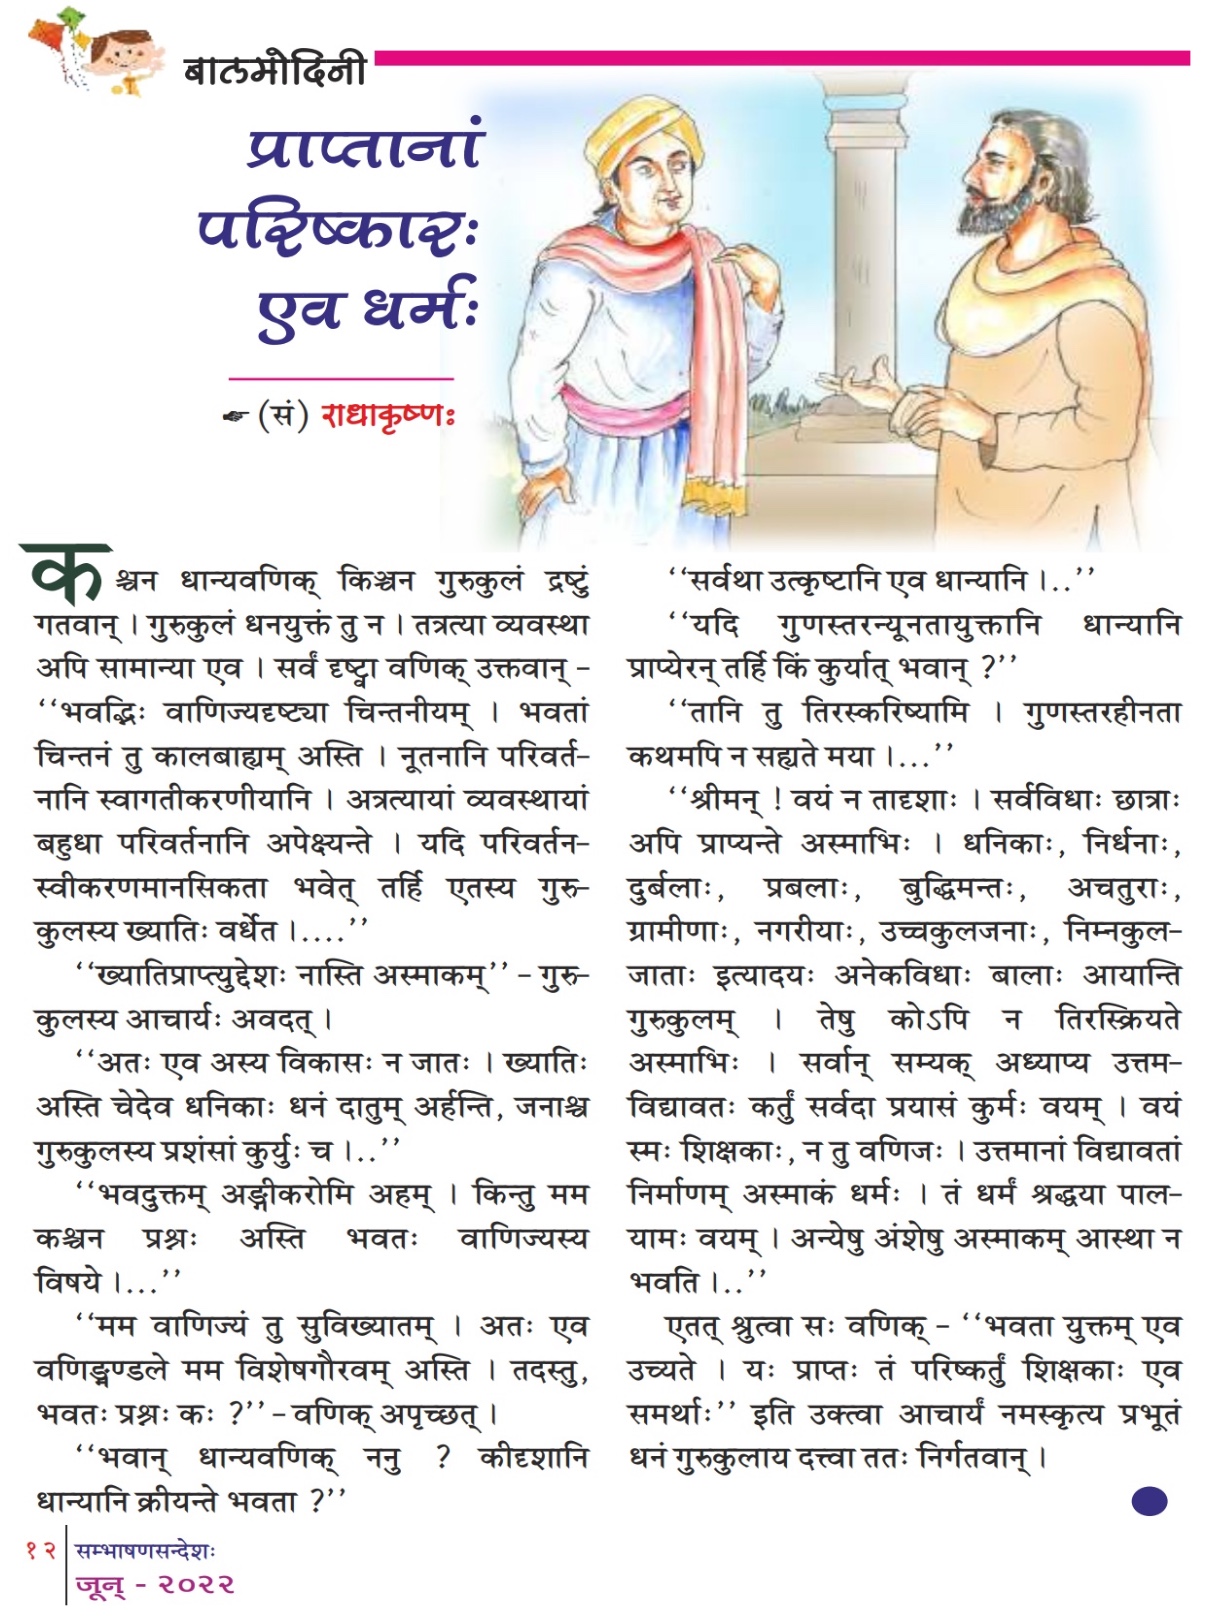 बालमोदिनी
प्राप्तानां
परिष्कारः
एव धर्मः
☛ (सं) राधाकृष्णः
कश्चन धान्यवणिक् किञ्चन गुरुकुलं द्रष्टुं
गतवान् । गुरुकुलं धनयुक्तं तु न । तत्रत्या व्यवस्था
अपि सामान्या एव । सर्वं दृष्ट्वा वणिक् उक्तवान् –
‘‘भवद्भिः वाणिज्यदृष्ट्या चिन्तनीयम् । भवतां
चिन्तनं तु कालबाह्यम् अस्ति । नूतनानि परिवर्त–
नानि स्वागतीकरणीयानि । अत्रत्यायां व्यवस्थायां
बहुधा परिवर्तनानि अपेक्ष्यन्ते । यदि परिवर्तन–
स्वीकरणमानसिकता भवेत् तर्हि एतस्य गुरु–
कुलस्य ख्यातिः वर्धेत ।....’’
‘‘ख्यातिप्राप्त्युद्देशः नास्ति अस्माकम्’’ – गुरु–
कुलस्य आचार्यः अवदत् ।
‘‘अतः एव अस्य विकासः न जातः । ख्यातिः
अस्ति चेदेव धनिकाः धनं दातुम् अर्हन्ति, जनाश्च
गुरुकुलस्य प्रशंसां कुर्युः च ।..’’
‘‘भवदुक्तम् अङ्गीकरोमि अहम् । किन्तु मम
कश्चन प्रश्नः अस्ति भवतः वाणिज्यस्य
विषये ।...’’
‘‘मम वाणिज्यं तु सुविख्यातम् । अतः एव
वणिङ्मण्डले मम विशेषगौरवम् अस्ति । तदस्तु,
भवतः प्रश्नः कः ?’’ – वणिक् अपृच्छत् ।
‘‘भवान् धान्यवणिक् ननु ? कीदृशानि
धान्यानि क्रीयन्ते भवता ?’’
‘‘सर्वथा उत्कृष्टानि एव धान्यानि ।..’’
‘‘यदि गुणस्तरन्यूनतायुक्तानि धान्यानि
प्राप्येरन् तर्हि किं कुर्यात् भवान् ?’’
‘‘तानि तु तिरस्करिष्यामि । गुणस्तरहीनता
कथमपि न सह्यते मया ।...’’
‘‘श्रीमन् ! वयं न तादृशाः । सर्वविधाः छात्राः
अपि प्राप्यन्ते अस्माभिः । धनिकाः, निर्धनाः,
दुर्बलाः, प्रबलाः, बुद्धिमन्तः, अचतुराः,
ग्रामीणाः, नगरीयाः, उच्चकुलजनाः, निम्नकुल–
जाताः इत्यादयः अनेकविधाः बालाः आयान्ति
गुरुकुलम् । तेषु कोऽपि न तिरस्क्रियते
अस्माभिः । सर्वान् सम्यक् अध्याप्य उत्तम–
विद्यावतः कर्तुं सर्वदा प्रयासं कुर्मः वयम् । वयं
स्मः शिक्षकाः, न तु वणिजः । उत्तमानां विद्यावतां
निर्माणम् अस्माकं धर्मः । तं धर्मं श्रद्धया पाल–
यामः वयम् । अन्येषु अंशेषु अस्माकम् आस्था न
भवति ।..’’
एतत् श्रुत्वा सः वणिक् – ‘‘भवता युक्तम् एव
उच्यते । यः प्राप्तः तं परिष्कर्तुं शिक्षकाः एव
समर्थाः’’ इति उक्त्वा आचार्यं नमस्कृत्य प्रभूतं
धनं गुरुकुलाय दत्त्वा ततः निर्गतवान् ।
१२ सम्भाषणसन्देशः
जून् - २०२२